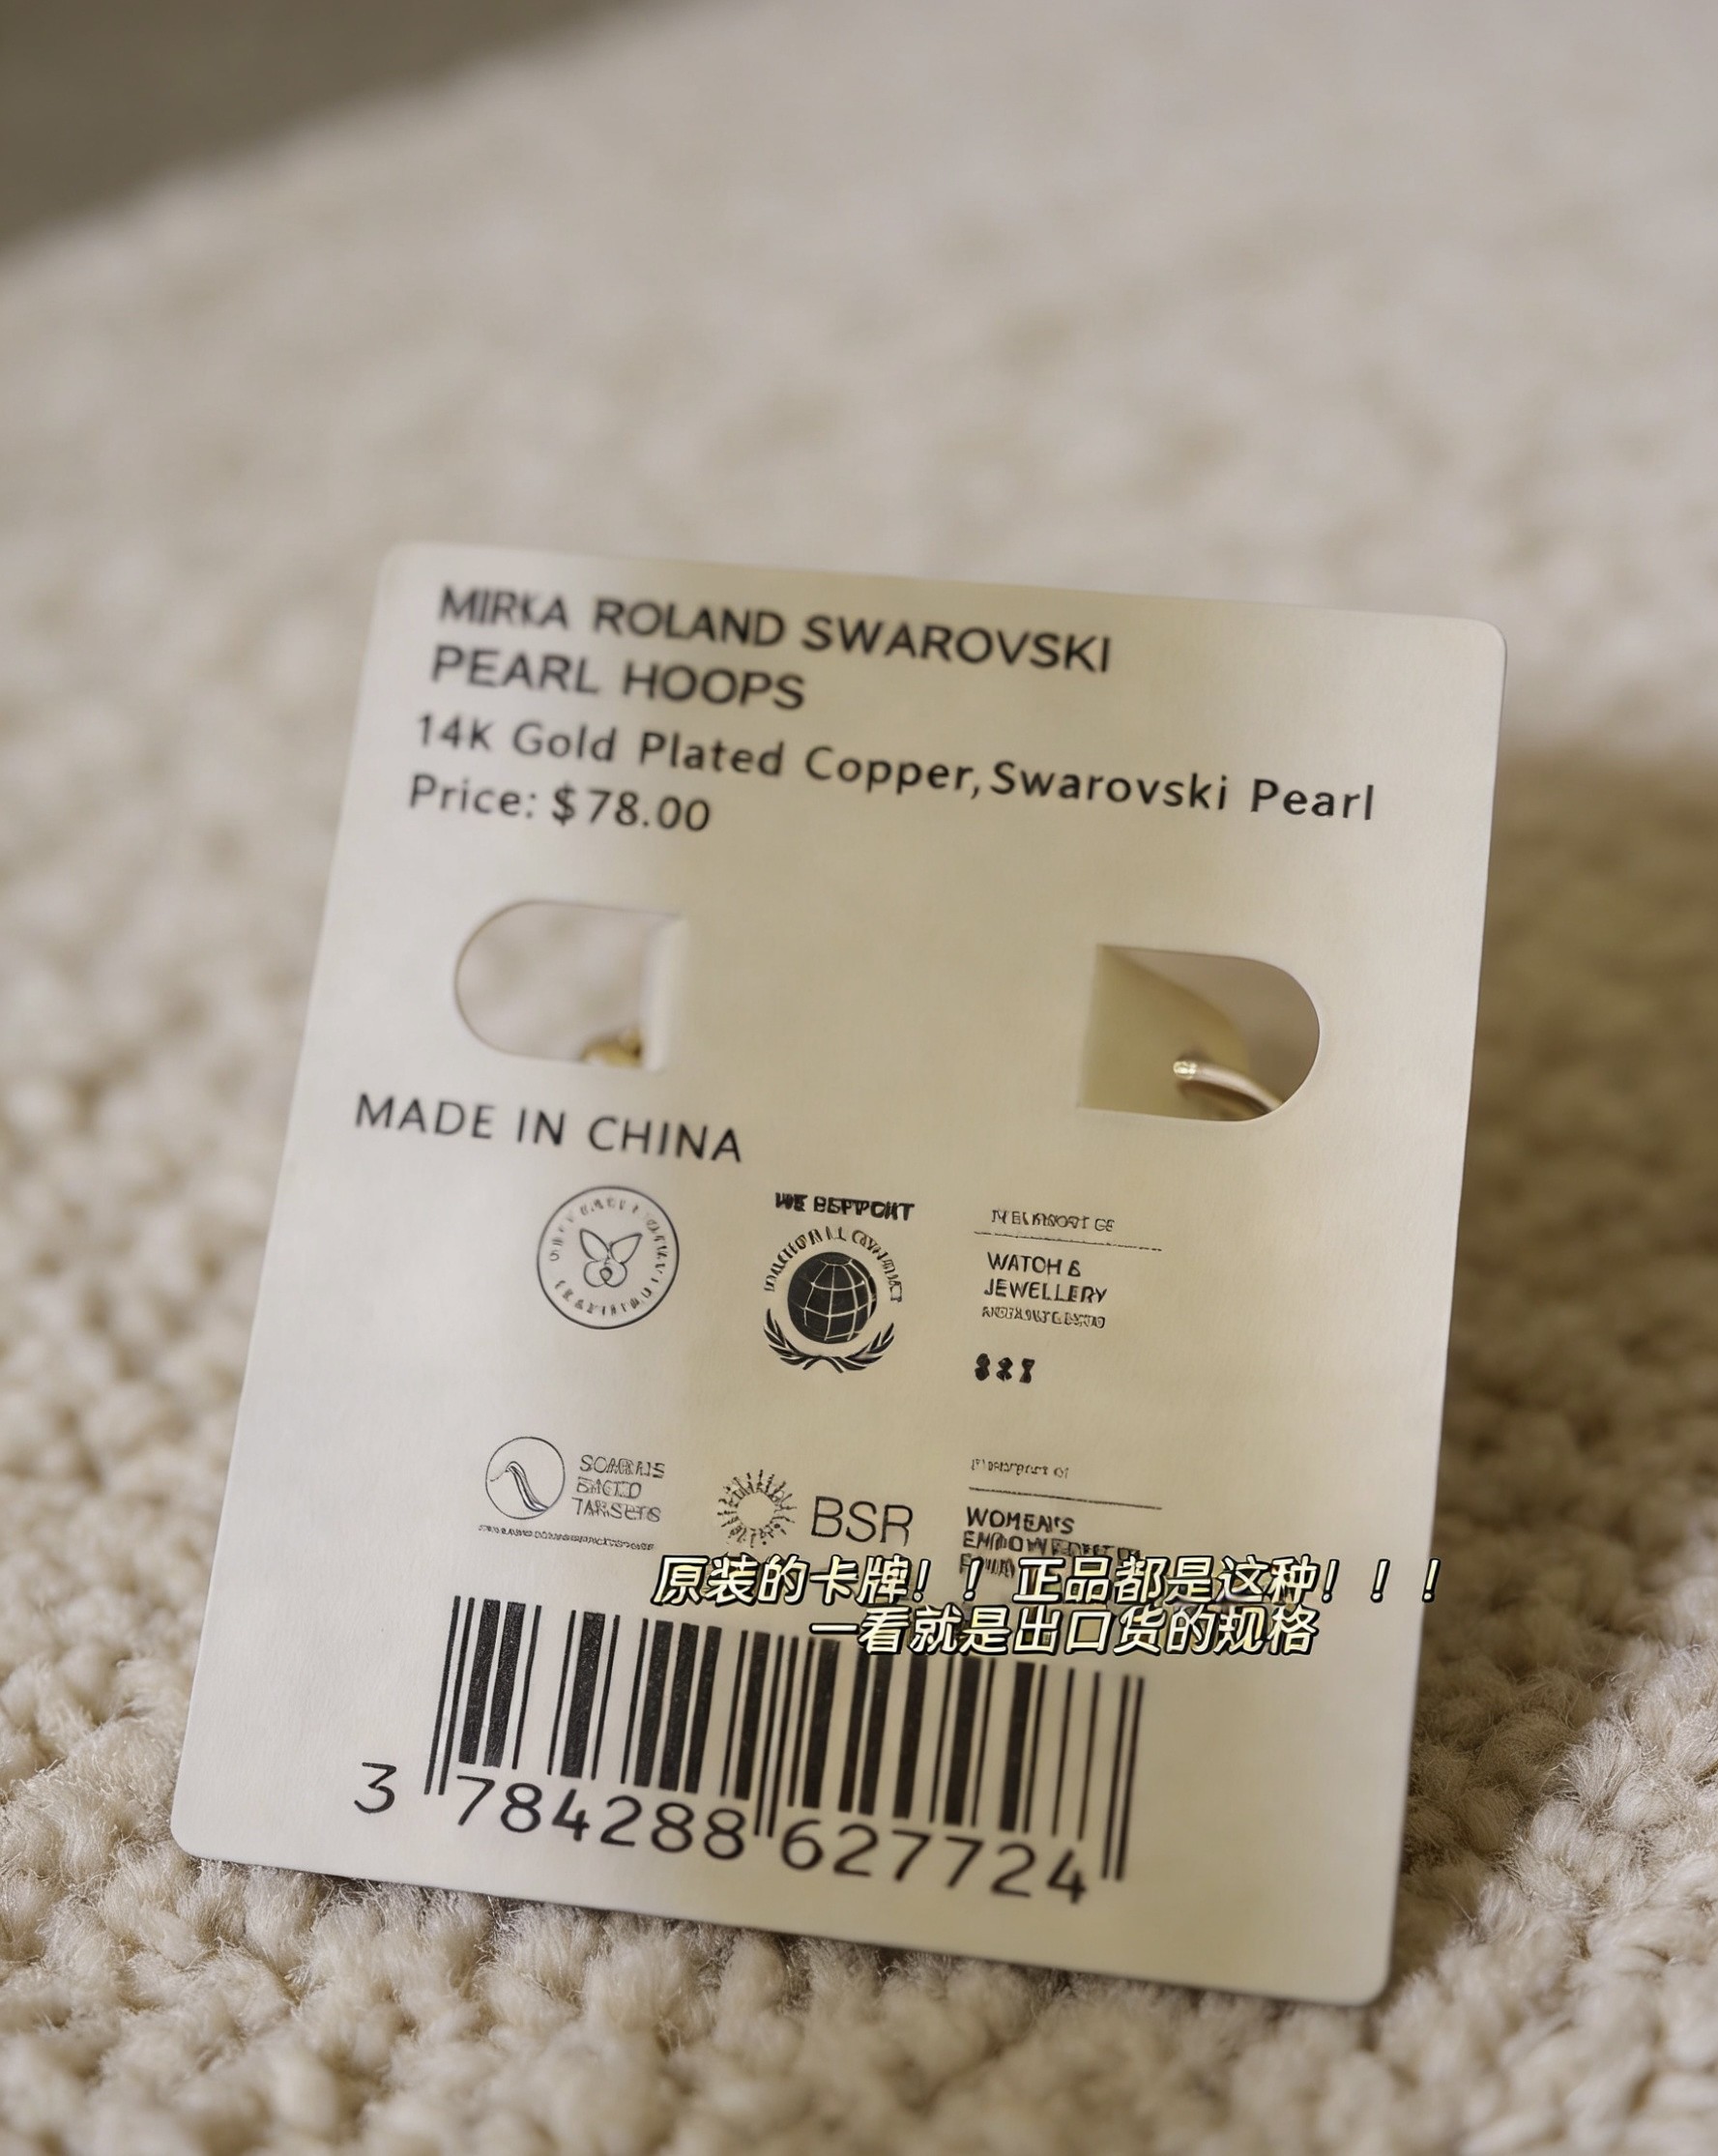 MIRKA ROLAND SWAROVSKI
PEARL HOOPS
14K Gold Plated Copper, Swarovski Pearl
Price: $78.00
MADE IN CHINA
WE
WATCH &
JEWELLERY
BSR
WOMEN'S
原装的卡牌！！正品都是这种！！！
一看就是出口货的规格
3 784288 627724